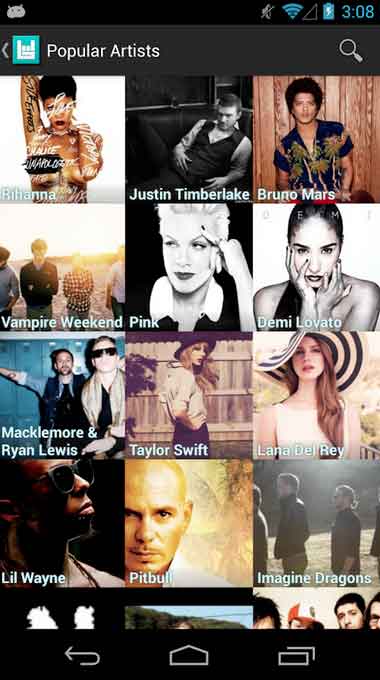 3:08
Popular Artists
Rihanna
Justin Timberlake
Bruno Mars
DEMI
Vampire Weekend
Pink
Demi Lovato
Macklemore &
Ryan Lewis
Taylor Swift
Lana Del Rey
Lil Wayne
Pitbull
Imagine Dragons